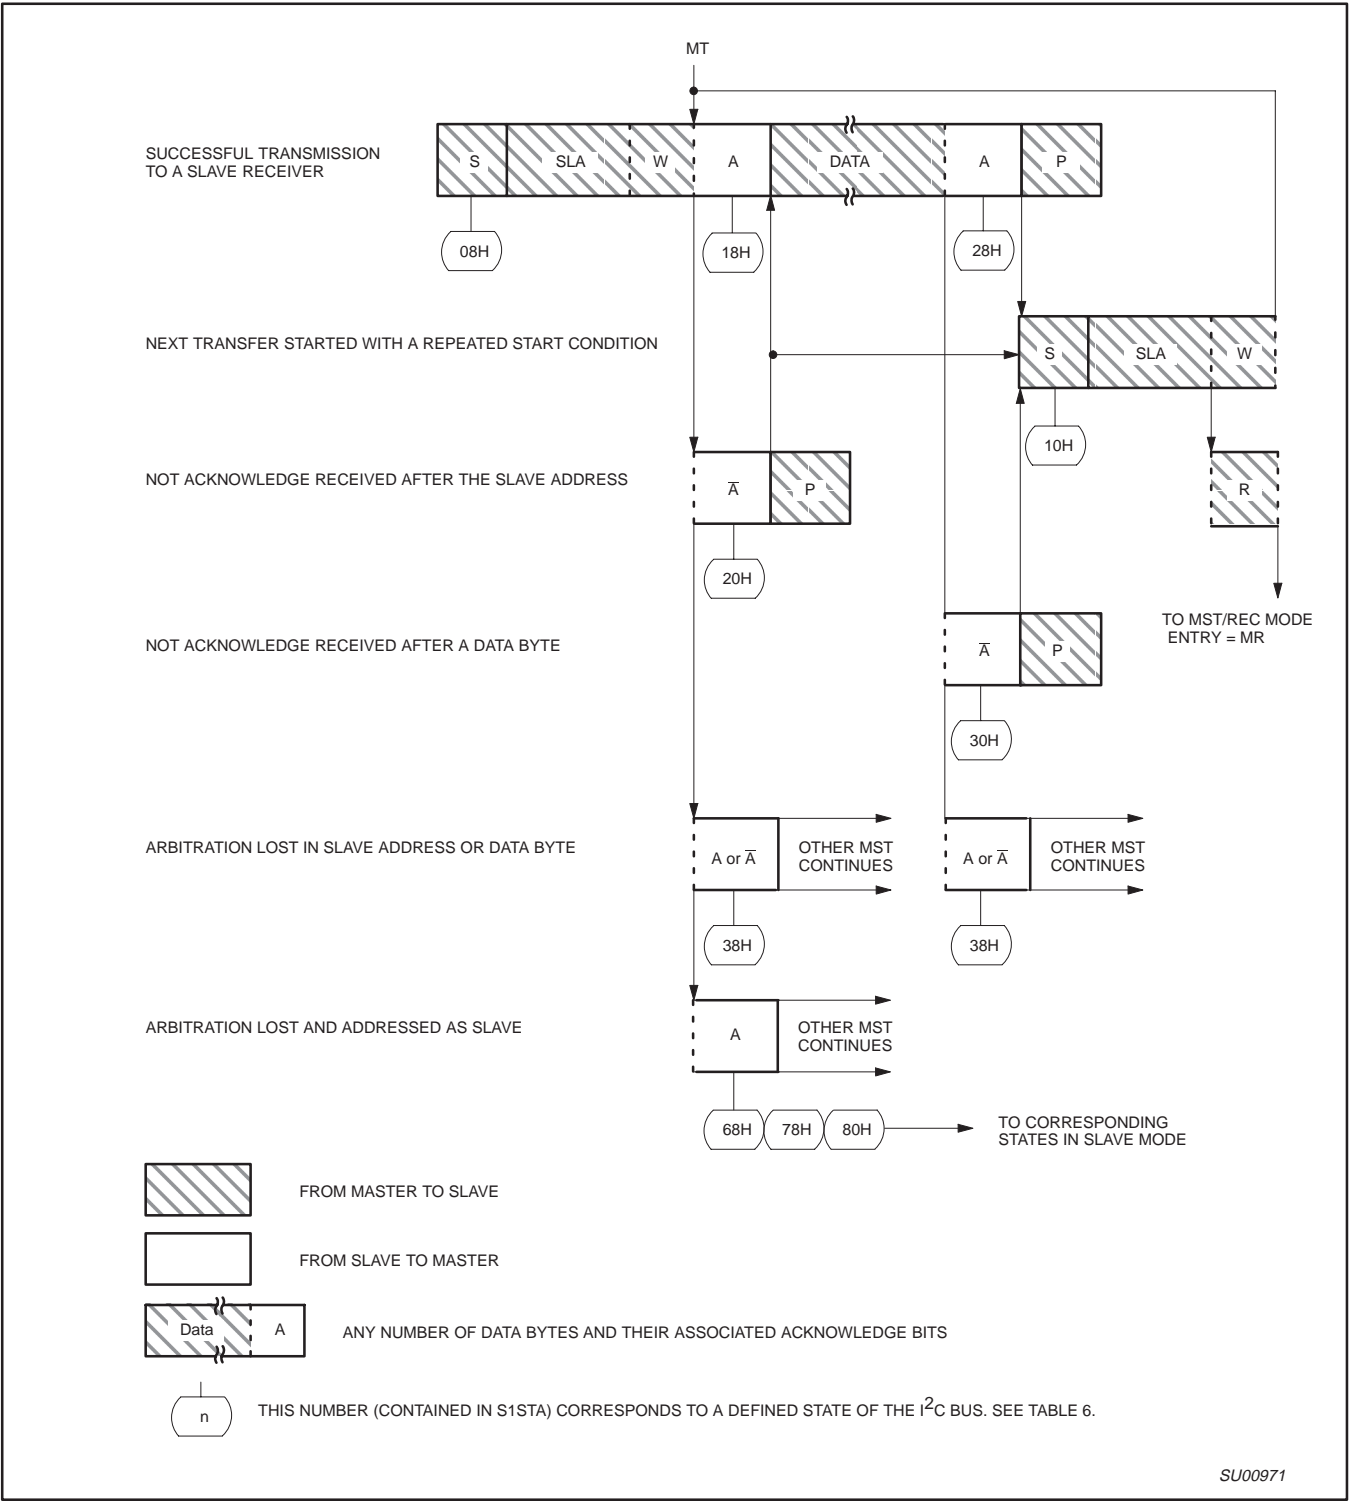 MT
SUCCESSFUL TRANSMISSION
TO A SLAVE RECEIVER
S SLA W A DATA A P
08H 18H 28H
NEXT TRANSFER STARTED WITH A REPEATED START CONDITION
S SLA W
10H
NOT ACKNOWLEDGE RECEIVED AFTER THE SLAVE ADDRESS
A̅ P R
20H
TO MST/REC MODE
ENTRY = MR
NOT ACKNOWLEDGE RECEIVED AFTER A DATA BYTE
A̅ P
30H
ARBITRATION LOST IN SLAVE ADDRESS OR DATA BYTE
A or A̅ OTHER MST CONTINUES A or A̅ OTHER MST CONTINUES
38H 38H
ARBITRATION LOST AND ADDRESSED AS SLAVE
A OTHER MST CONTINUES
68H 78H 80H TO CORRESPONDING
STATES IN SLAVE MODE
FROM MASTER TO SLAVE
FROM SLAVE TO MASTER
Data A ANY NUMBER OF DATA BYTES AND THEIR ASSOCIATED ACKNOWLEDGE BITS
n THIS NUMBER (CONTAINED IN S1STA) CORRESPONDS TO A DEFINED STATE OF THE I²C BUS. SEE TABLE 6.
SU00971